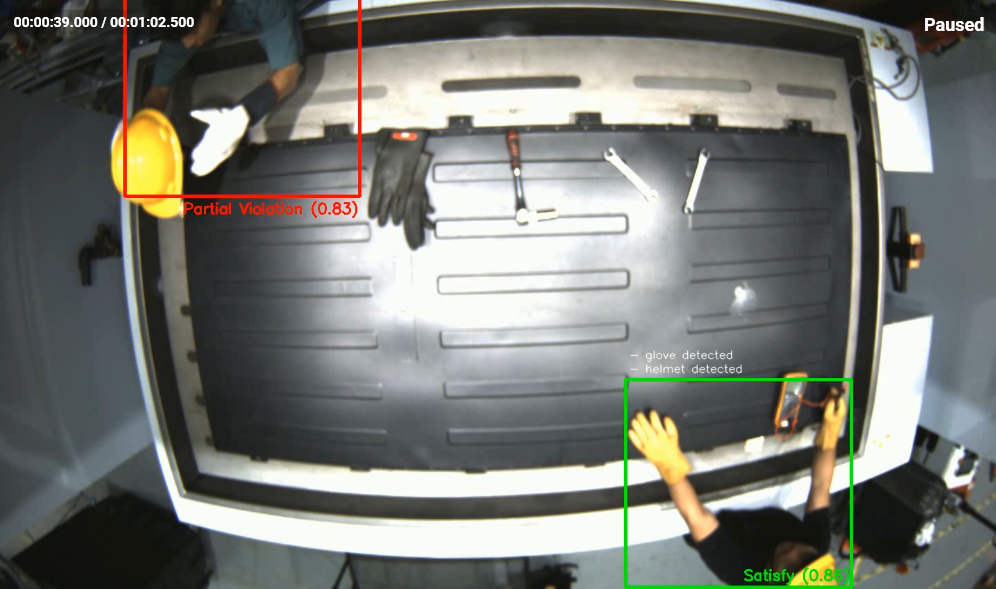 00:00:39.000 / 00:01:02.500
Paused
Partial Violation (0.83)
– glove detected
– helmet detected
Satisfy (0.86)